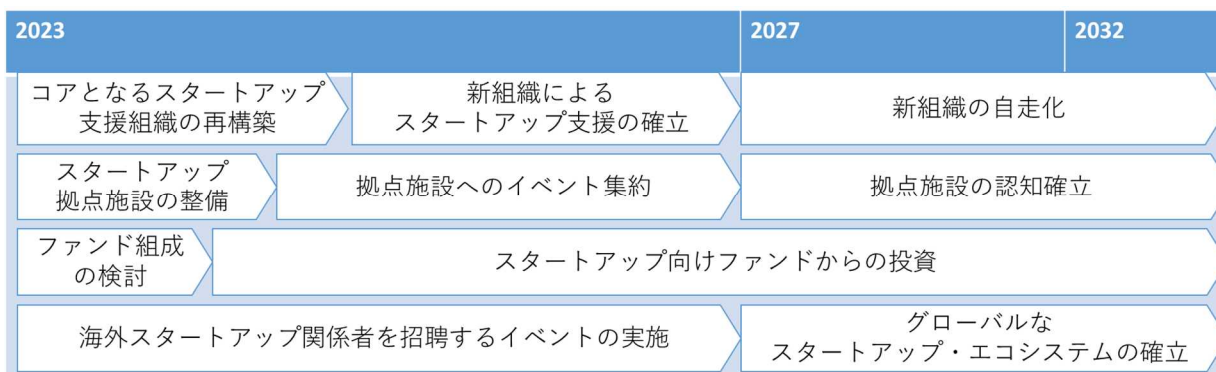 2023
2027
2032
コアとなるスタートアップ
支援組織の再構築
新組織による
スタートアップ支援の確立
新組織の自走化
スタートアップ
拠点施設の整備
拠点施設へのイベント集約
拠点施設の認知確立
ファンド組成
の検討
スタートアップ向けファンドからの投資
海外スタートアップ関係者を招聘するイベントの実施
グローバルな
スタートアップ・エコシステムの確立